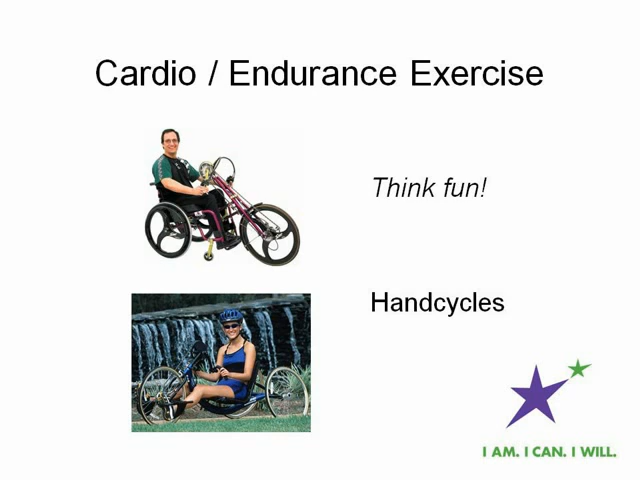 Cardio / Endurance Exercise
Think fun!
Handcycles
I AM. I CAN. I WILL.